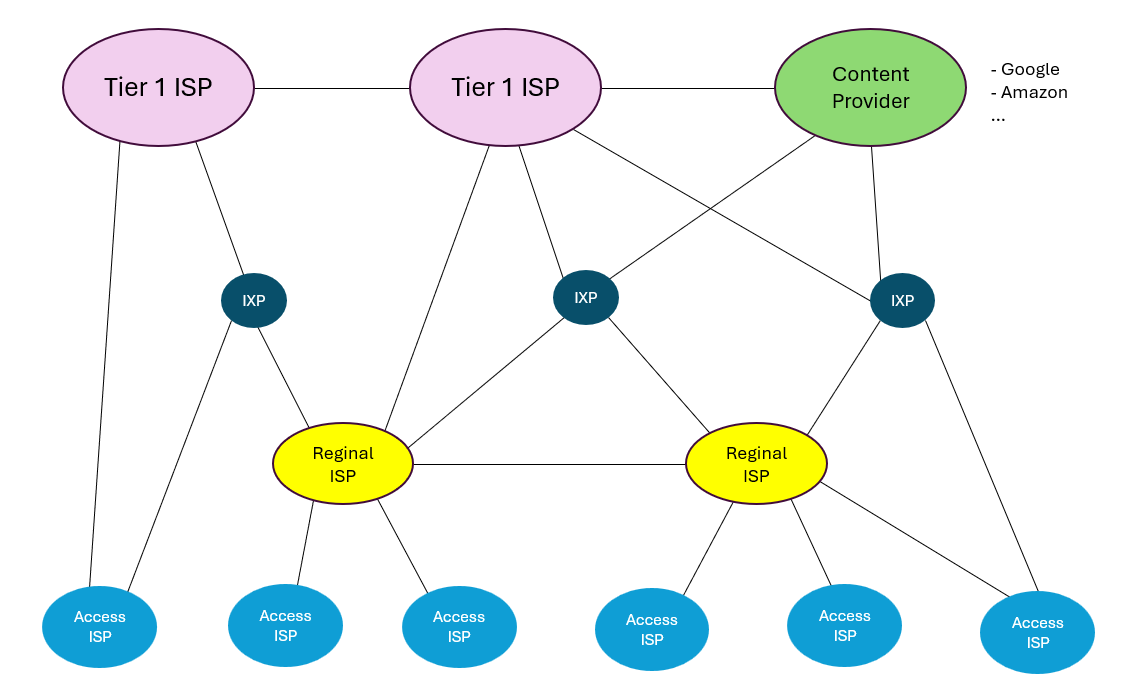 Tier 1 ISP
Tier 1 ISP
Content
Provider
- Google
- Amazon
...
IXP
IXP
IXP
Reginal
ISP
Reginal
ISP
Access
ISP
Access
ISP
Access
ISP
Access
ISP
Access
ISP
Access
ISP